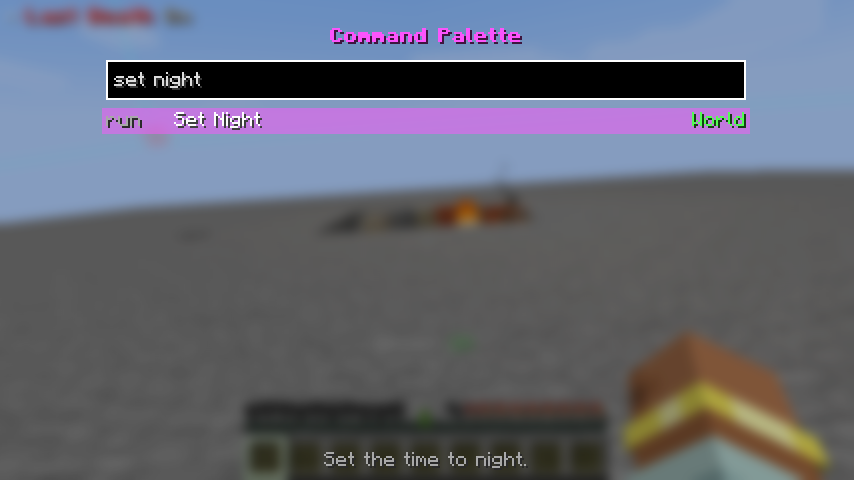 Command Palette
set night
run Set Night World
Set the time to night.